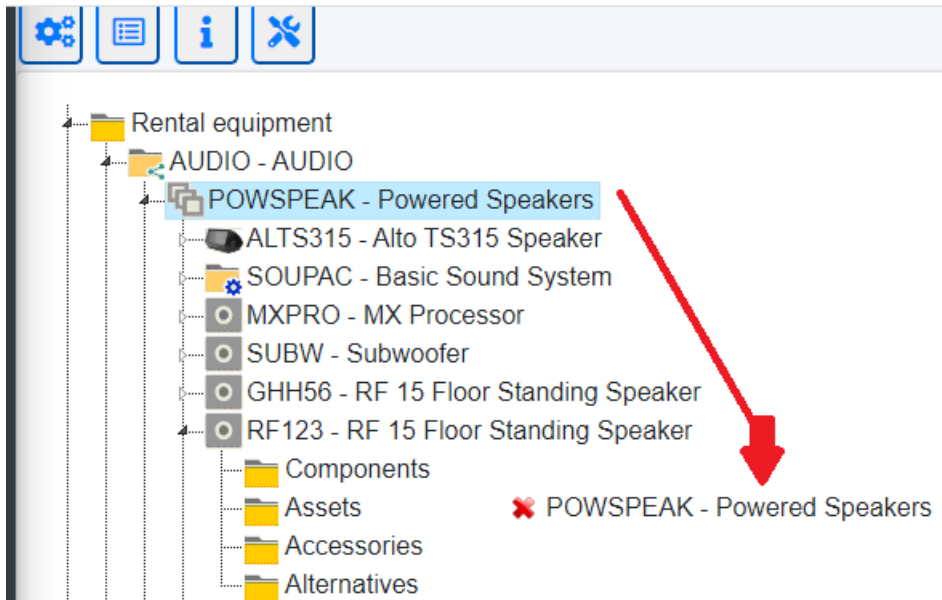 Rental equipment
AUDIO - AUDIO
POWSPEAK - Powered Speakers
ALTS315 - Alto TS315 Speaker
SOUPAC - Basic Sound System
MXPRO - MX Processor
SUBW - Subwoofer
GHH56 - RF 15 Floor Standing Speaker
RF123 - RF 15 Floor Standing Speaker
Components
Assets
POWSPEAK - Powered Speakers
Accessories
Alternatives